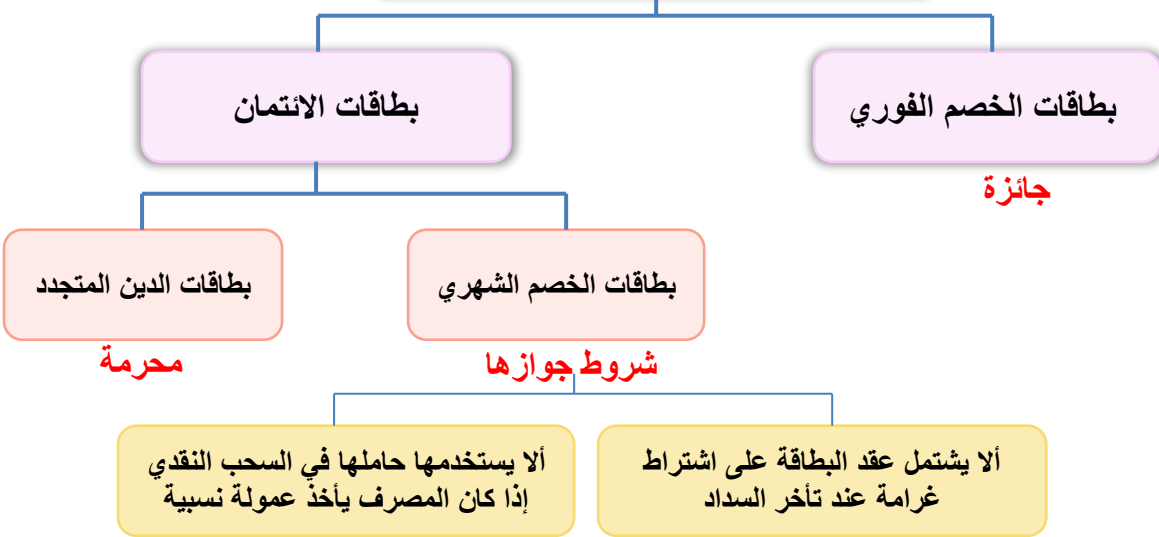 بطاقات الخصم الفوري
بطاقات الائتمان
جائزة
بطاقات الخصم الشهري
بطاقات الدين المتجدد
شروط جوازها
محرمة
ألا يشتمل عقد البطاقة على اشتراط
غرامة عند تأخر السداد
ألا يستخدمها حاملها في السحب النقدي
إذا كان المصرف يأخذ عمولة نسبية